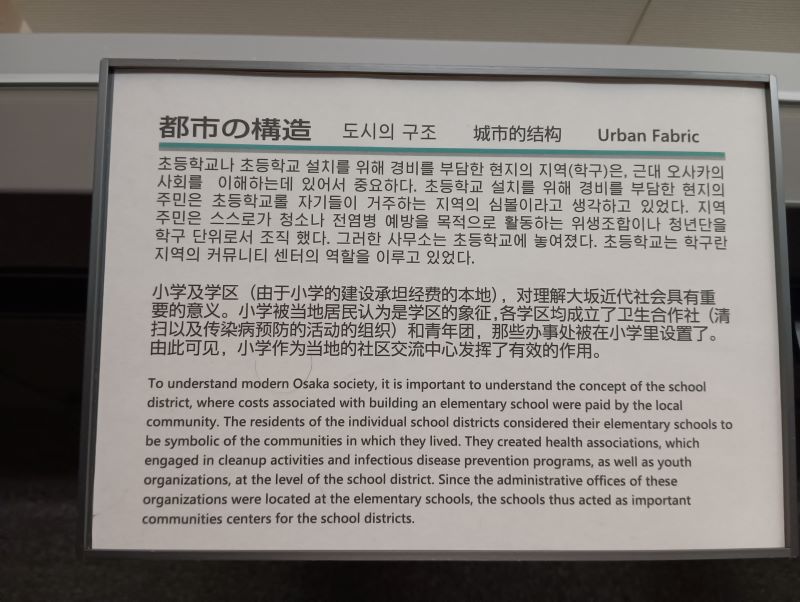 都市の構造 도시의 구조 城市的结构 Urban Fabric
초등학교나 초등학교 설치를 위해 경비를 부담한 현지의 지역(학구)은, 근대 오사카의
사회를 이해하는데 있어서 중요하다. 초등학교 설치를 위해 경비를 부담한 현지의
주민은 초등학교롤 자기들이 거주하는 지역의 심볼이라고 생각하고 있었다. 지역
주민은 스스로가 청소나 전염병 예방을 목적으로 활동하는 위생조합이나 청년단을
학구 단위로서 조직 했다. 그러한 사무소는 초등학교에 놓여졌다. 초등학교는 학구란
지역의 커뮤니티 센터의 역할을 이루고 있었다.
小学及学区（由于小学的建设承坦经费的本地），对理解大坂近代社会具有重
要的意义。小学被当地居民认为是学区的象征,各学区均成立了卫生合作社（清
扫以及传染病预防的活动的组织）和青年团，那些办事处被在小学里设置了。
由此可见，小学作为当地的社区交流中心发挥了有效的作用。
To understand modern Osaka society, it is important to understand the concept of the school
district, where costs associated with building an elementary school were paid by the local
community. The residents of the individual school districts considered their elementary schools to
be symbolic of the communities in which they lived. They created health associations, which
engaged in cleanup activities and infectious disease prevention programs, as well as youth
organizations, at the level of the school district. Since the administrative offices of these
organizations were located at the elementary schools, the schools thus acted as important
communities centers for the school districts.